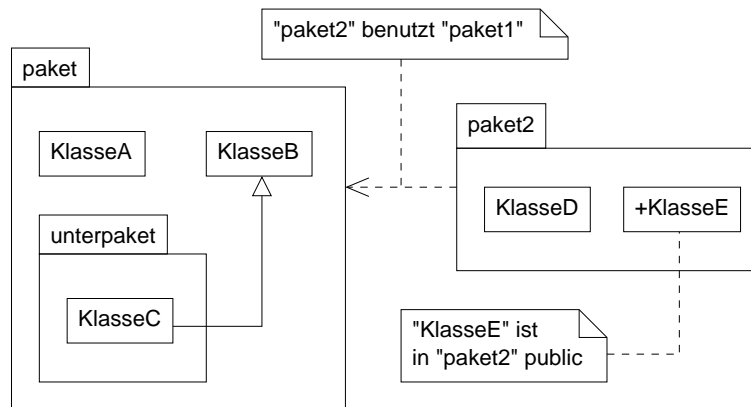 "paket2" benutzt "paket1"
paket
paket2
KlasseA
KlasseB
KlasseD
+KlasseE
unterpaket
KlasseC
"KlasseE" ist
in "paket2" public